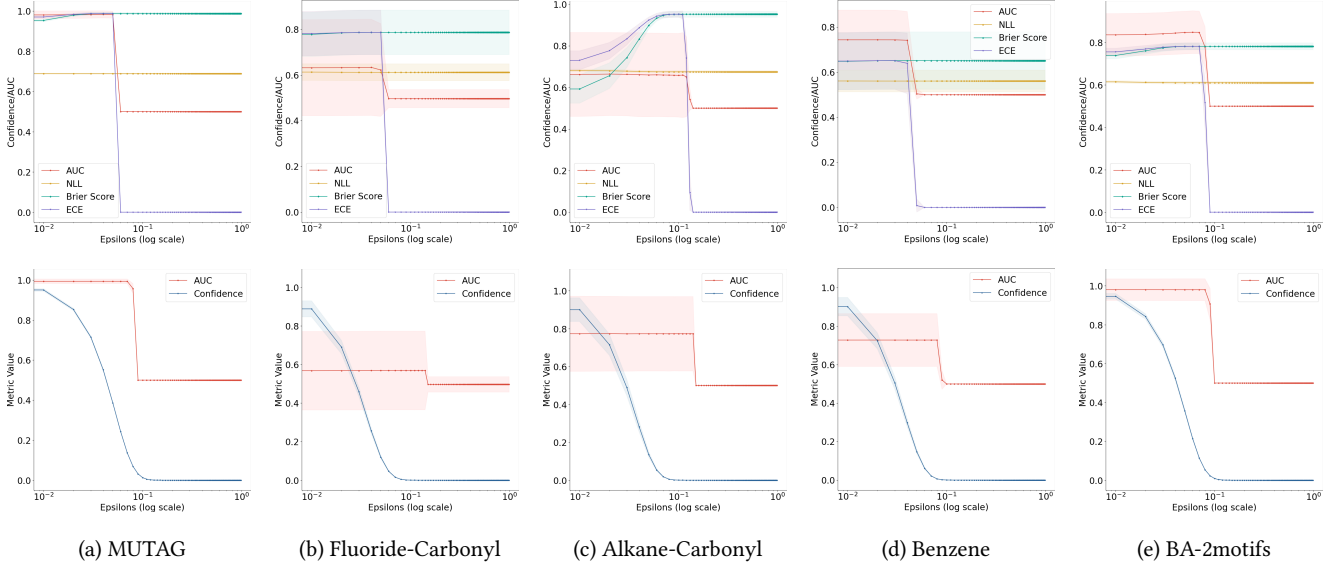 1.0
0.8
0.6
0.4
0.2
0.0
Confidence/AUC
AUC
NLL
Brier Score
ECE
10⁻² 10⁻¹ 10⁰
Epsilons (log scale)
0.8
0.6
0.4
0.2
0.0
Confidence/AUC
AUC
NLL
Brier Score
ECE
10⁻² 10⁻¹ 10⁰
Epsilons (log scale)
1.0
0.8
0.6
0.4
0.2
0.0
Confidence/AUC
AUC
NLL
Brier Score
ECE
10⁻² 10⁻¹ 10⁰
Epsilons (log scale)
0.8
0.6
0.4
0.2
0.0
Confidence/AUC
AUC
NLL
Brier Score
ECE
10⁻² 10⁻¹ 10⁰
Epsilons (log scale)
0.8
0.6
0.4
0.2
0.0
Confidence/AUC
AUC
NLL
Brier Score
ECE
10⁻² 10⁻¹ 10⁰
Epsilons (log scale)
1.0
0.8
0.6
0.4
0.2
0.0
Metric Value
AUC
Confidence
10⁻² 10⁻¹ 10⁰
Epsilons (log scale)
1.0
0.8
0.6
0.4
0.2
0.0
Metric Value
AUC
Confidence
10⁻² 10⁻¹ 10⁰
Epsilons (log scale)
1.0
0.8
0.6
0.4
0.2
0.0
Metric Value
AUC
Confidence
10⁻² 10⁻¹ 10⁰
Epsilons (log scale)
1.0
0.8
0.6
0.4
0.2
0.0
Metric Value
AUC
Confidence
10⁻² 10⁻¹ 10⁰
Epsilons (log scale)
1.0
0.8
0.6
0.4
0.2
0.0
Metric Value
AUC
Confidence
10⁻² 10⁻¹ 10⁰
Epsilons (log scale)
(a) MUTAG
(b) Fluoride-Carbonyl
(c) Alkane-Carbonyl
(d) Benzene
(e) BA-2motifs